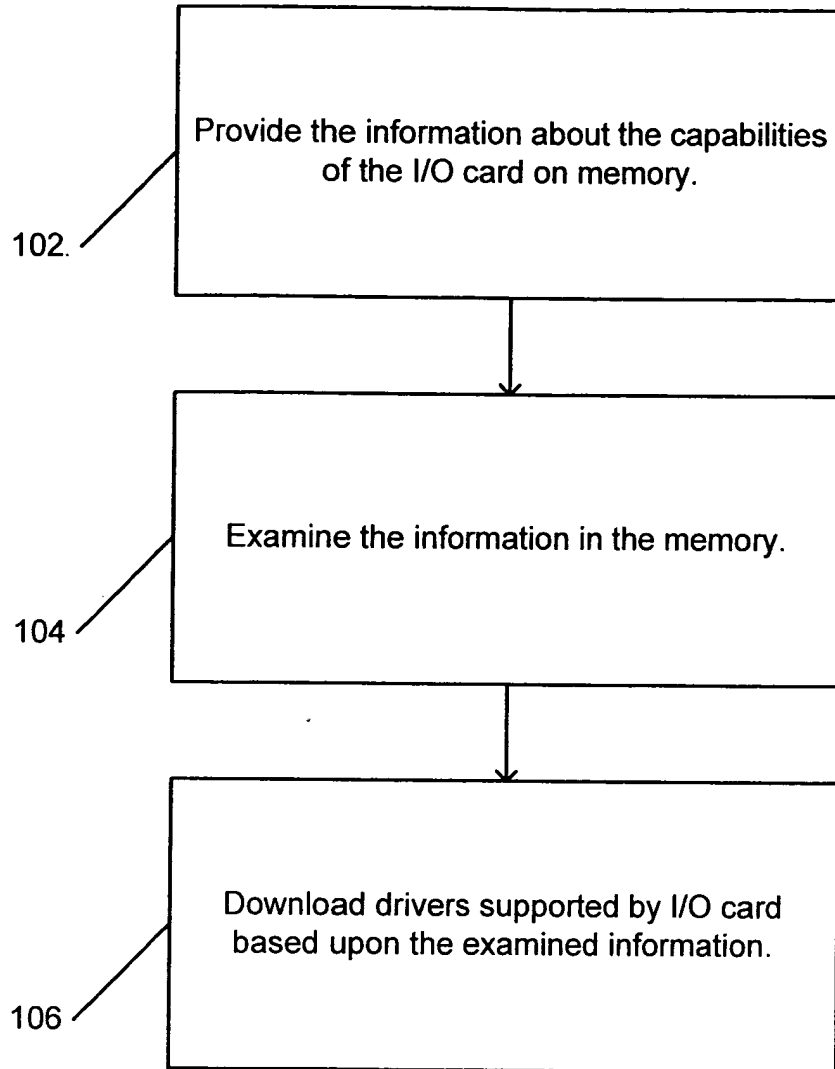 Provide the information about the capabilities
of the I/O card on memory.
102.
Examine the information in the memory.
104
Download drivers supported by I/O card
based upon the examined information.
106